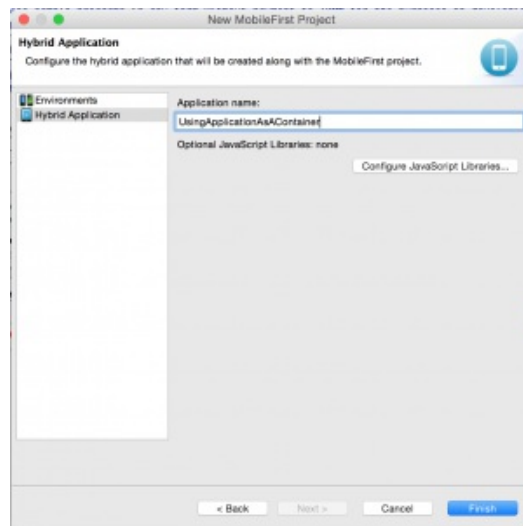 New MobileFirst Project
Hybrid Application
Configure the hybrid application that will be created along with the MobileFirst project.
Environments
Hybrid Application
Application name:
UsingApplicationAsAContainer
Optional JavaScript Libraries: none
Configure JavaScript Libraries...
< Back
Next >
Cancel
Finish